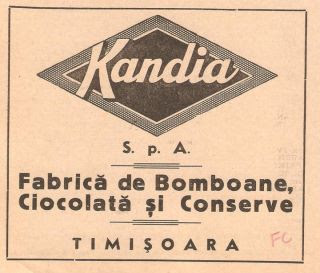 Kandia
S. p. A.
Fabrică de Bomboane,
Ciocolată și Conserve
TIMIȘOARA
FC